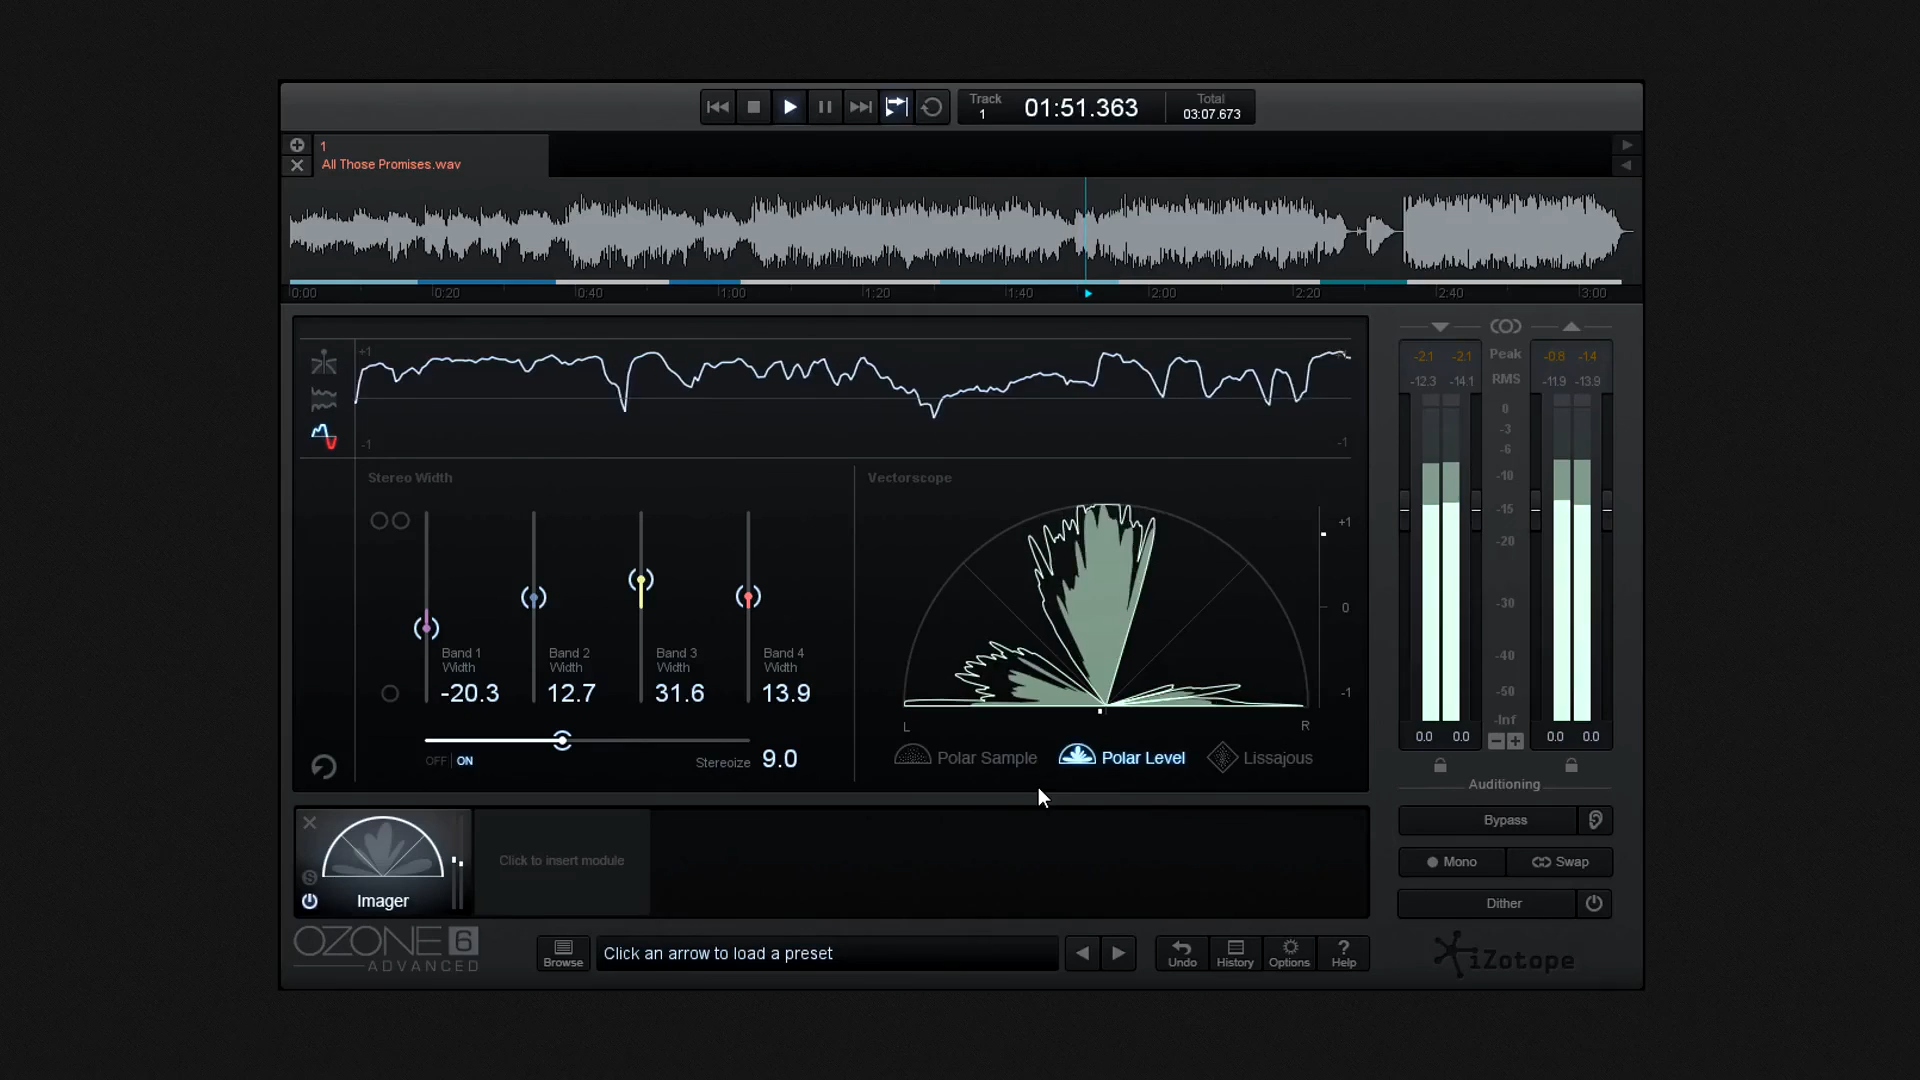 Track
1
01:51.363
Total
03:07.673
1
All Those Promises.wav
0:00
0:20
0:40
1:00
1:20
1:40
2:00
2:20
2:40
3:00
+1
-1
-1
Stereo Width
Vectorscope
Band 1
Width
-20.3
Band 2
Width
12.7
Band 3
Width
31.6
Band 4
Width
13.9
OFF ON
Stereoize 9.0
+1
0
-1
L
R
Polar Sample
Polar Level
Lissajous
-2.1 -2.1 Peak -0.8 -1.4
-12.3 -14.1 RMS -11.9 -13.9
0
-3
-6
-10
-15
-20
-30
-40
-50
-Inf
0.0 0.0 0.0 0.0
Auditioning
Bypass
Mono
Swap
Dither
S
Imager
Click to insert module
OZONE 6
ADVANCED
Browse
Click an arrow to load a preset
Undo
History
Options
Help
iZotope